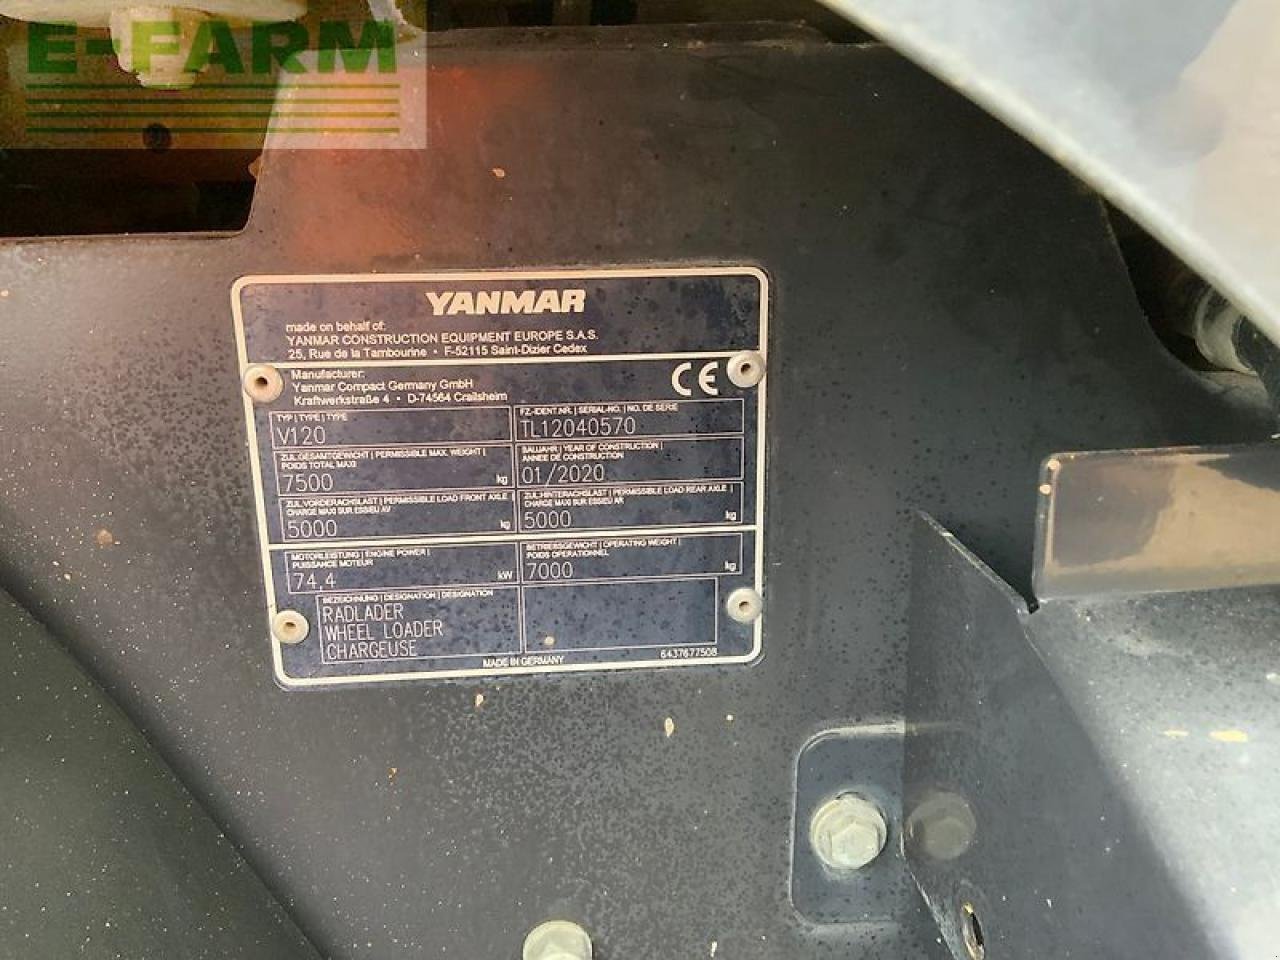 E-FARM
YANMAR
made on behalf of:
YANMAR CONSTRUCTION EQUIPMENT EUROPE S.A.S.
25, Rue de la Tambourine • F-52115 Saint-Dizier Cedex
Manufacturer:
Yanmar Compact Germany GmbH
Kraftwerkstraße 4 • D-74564 Crailsheim
CE
TYP | TYPE | TYPE
V120
FZ.-IDENT.NR. | SERIAL-NO. | NO. DE SERIE
TL12040570
ZUL.GESAMTGEWICHT | PERMISSIBLE MAX. WEIGHT |
POIDS TOTAL MAXI
7500 kg
BAUJAHR | YEAR OF CONSTRUCTION |
ANNEE DE CONSTRUCTION
01/2020
ZUL.VORDERACHSLAST | PERMISSIBLE LOAD FRONT AXLE
CHARGE MAXI SUR ESSIEU AV
5000 kg
ZUL.HINTERACHSLAST | PERMISSIBLE LOAD REAR AXLE
CHARGE MAXI SUR ESSIEU AR
5000 kg
MOTORLEISTUNG | ENGINE POWER |
PUISSANCE MOTEUR
74,4 kW
BETRIEBSGEWICHT | OPERATING WEIGHT |
POIDS OPERATIONNEL
7000 kg
BEZEICHNUNG | DESIGNATION | DESIGNATION
RADLADER
WHEEL LOADER
CHARGEUSE
MADE IN GERMANY
6437677508